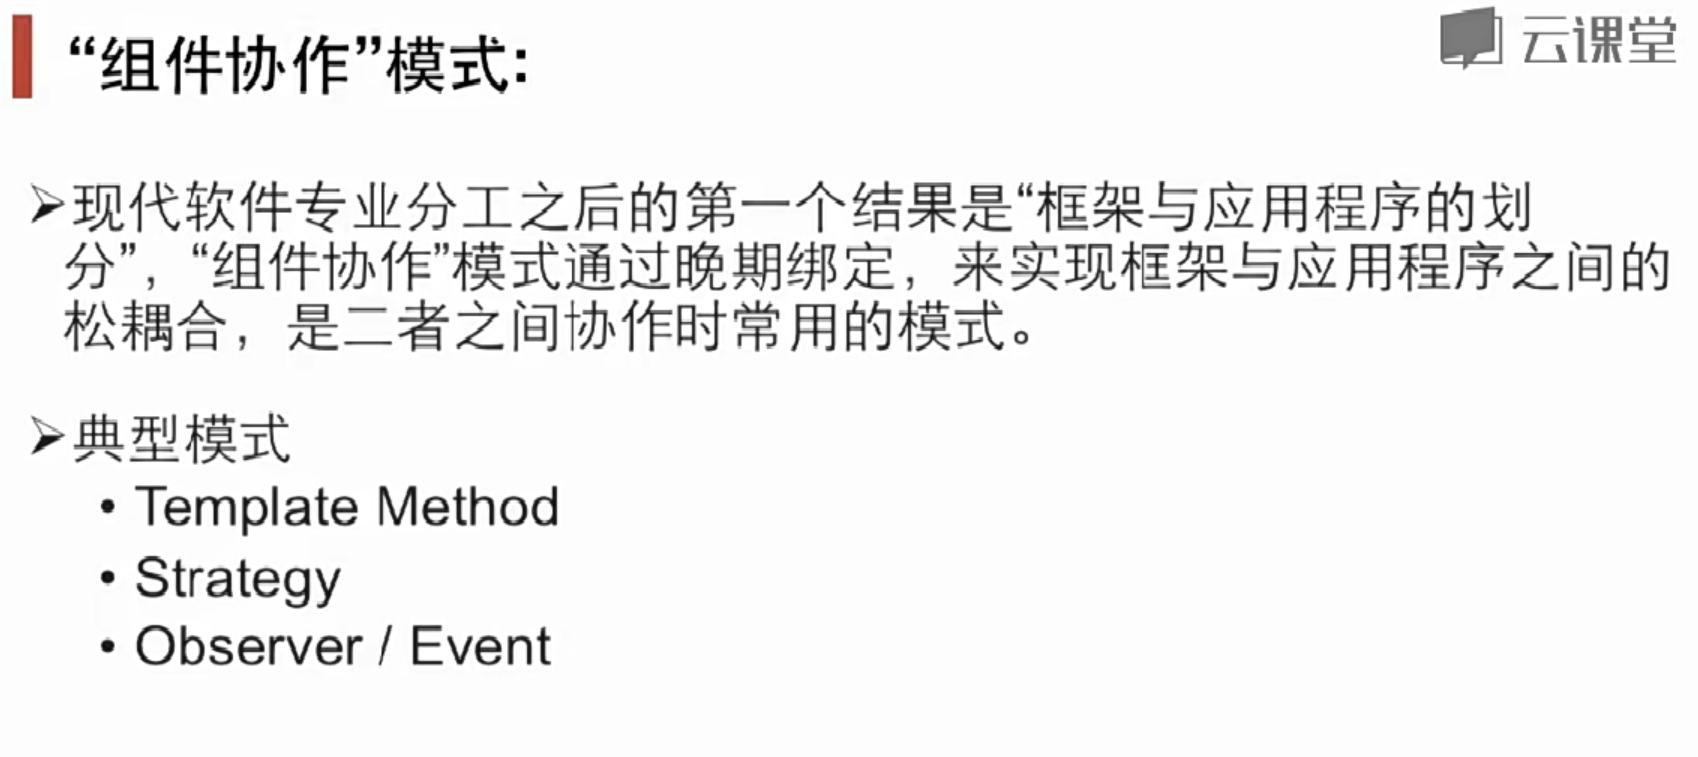 “组件协作”模式:
云课堂
➢现代软件专业分工之后的第一个结果是“框架与应用程序的划
分”，“组件协作”模式通过晚期绑定，来实现框架与应用程序之间的
松耦合，是二者之间协作时常用的模式。
➢典型模式
• Template Method
• Strategy
• Observer / Event